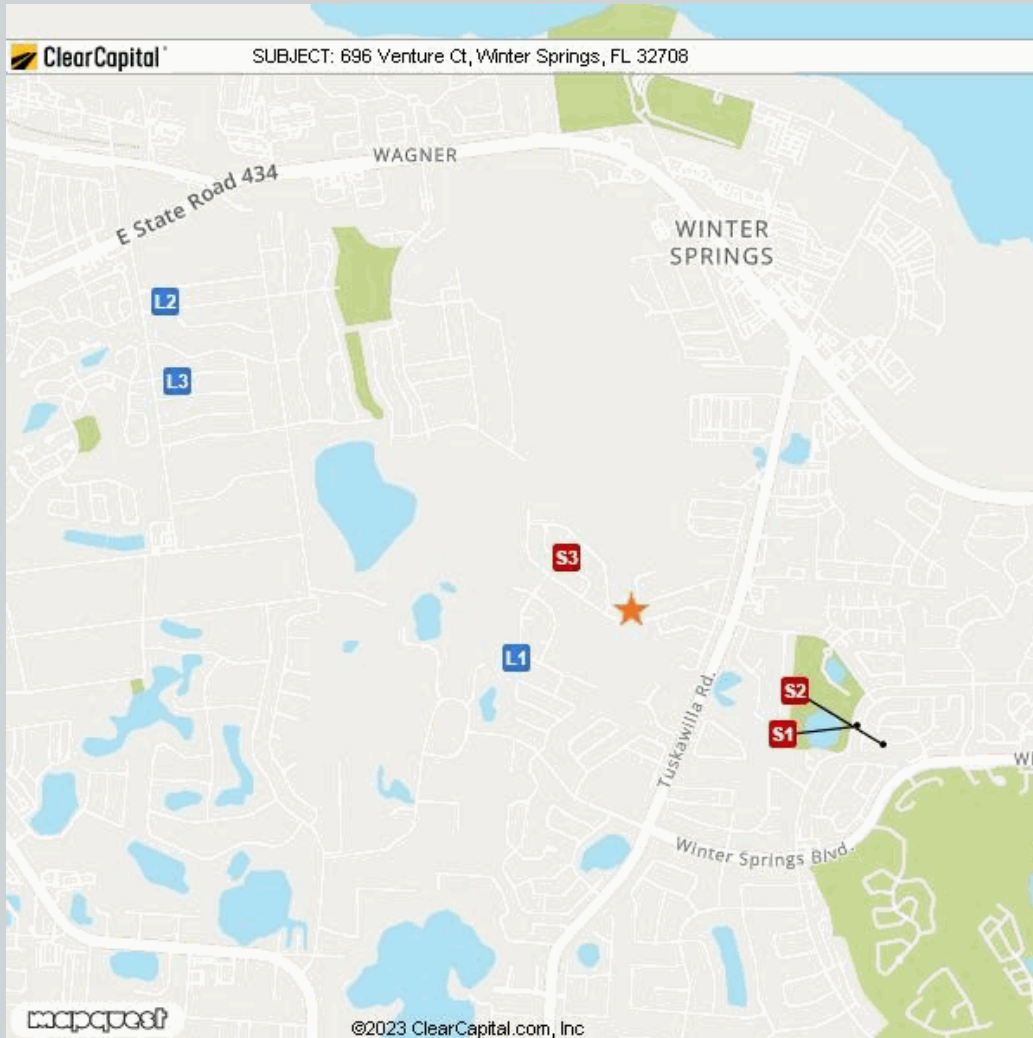 ClearCapital
SUBJECT: 696 Venture Ct, Winter Springs, FL 32708
WAGNER
E State Road 434
WINTER
SPRINGS
L2
L3
S3
L1
S2
S1
Tuskawilla Rd.
Winter Springs Blvd.
mapquest
©2023 ClearCapital.com, Inc